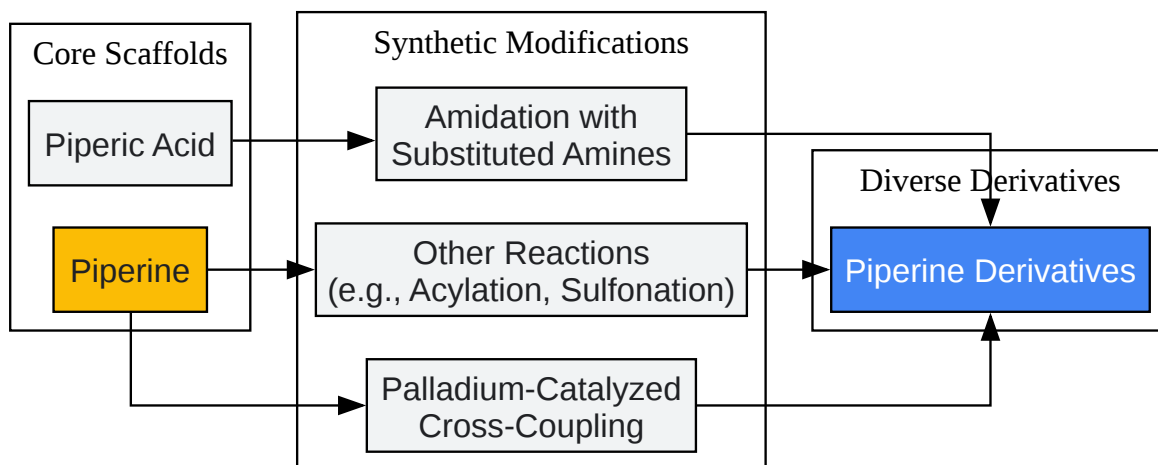 Core Scaffolds
Piperic Acid
Piperine
Synthetic Modifications
Amidation with
Substituted Amines
Other Reactions
(e.g., Acylation, Sulfonation)
Palladium-Catalyzed
Cross-Coupling
Diverse Derivatives
Piperine Derivatives